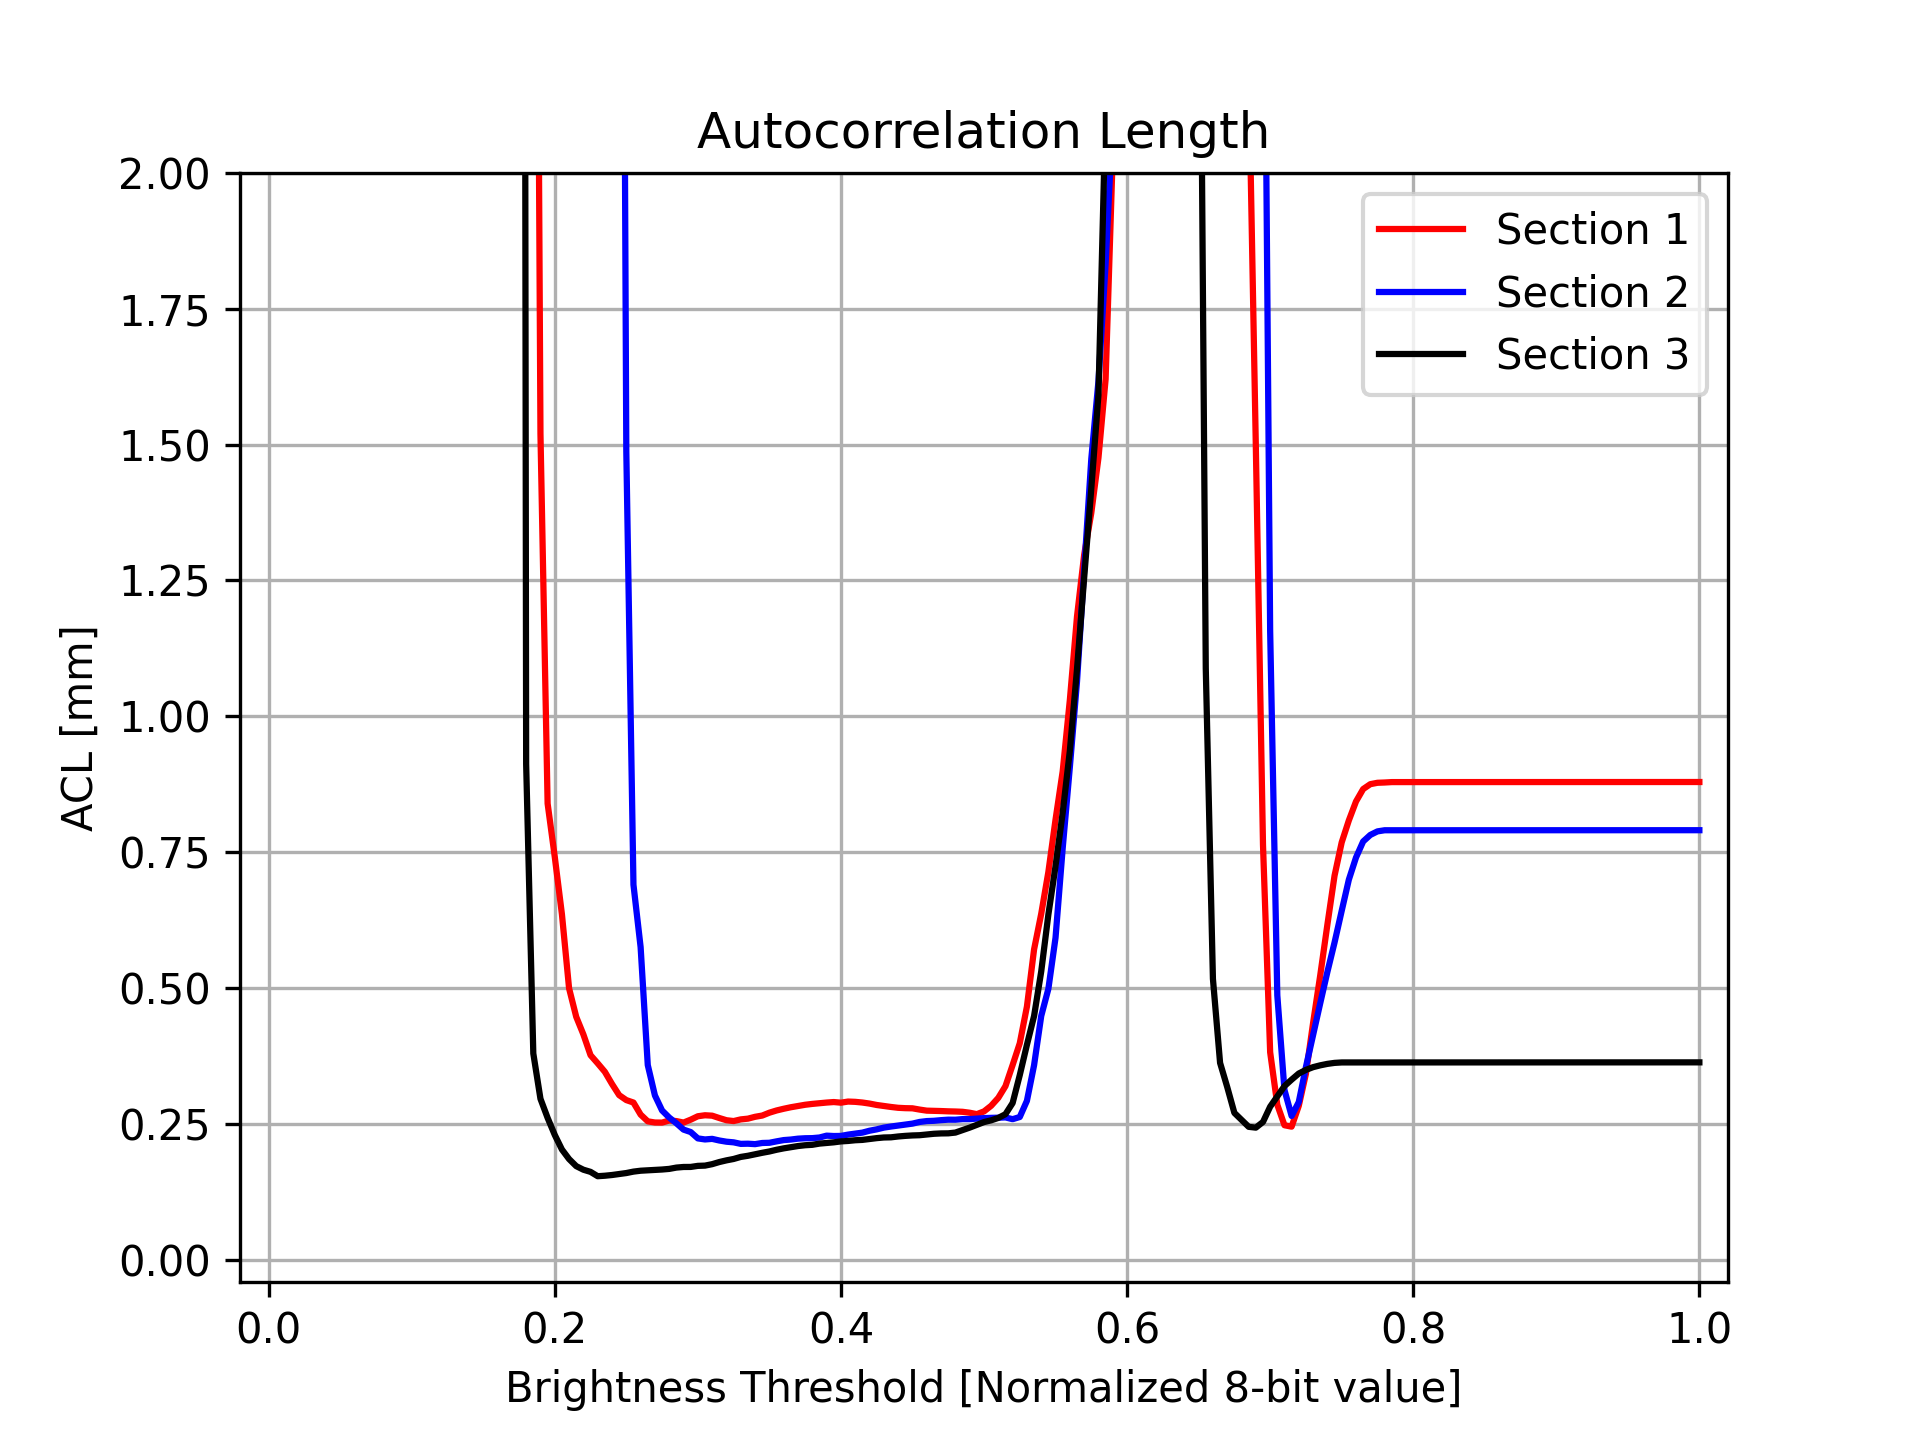 Autocorrelation Length
2.00
1.75
1.50
1.25
1.00
0.75
0.50
0.25
0.00
ACL [mm]
Section 1
Section 2
Section 3
0.0 0.2 0.4 0.6 0.8 1.0
Brightness Threshold [Normalized 8-bit value]